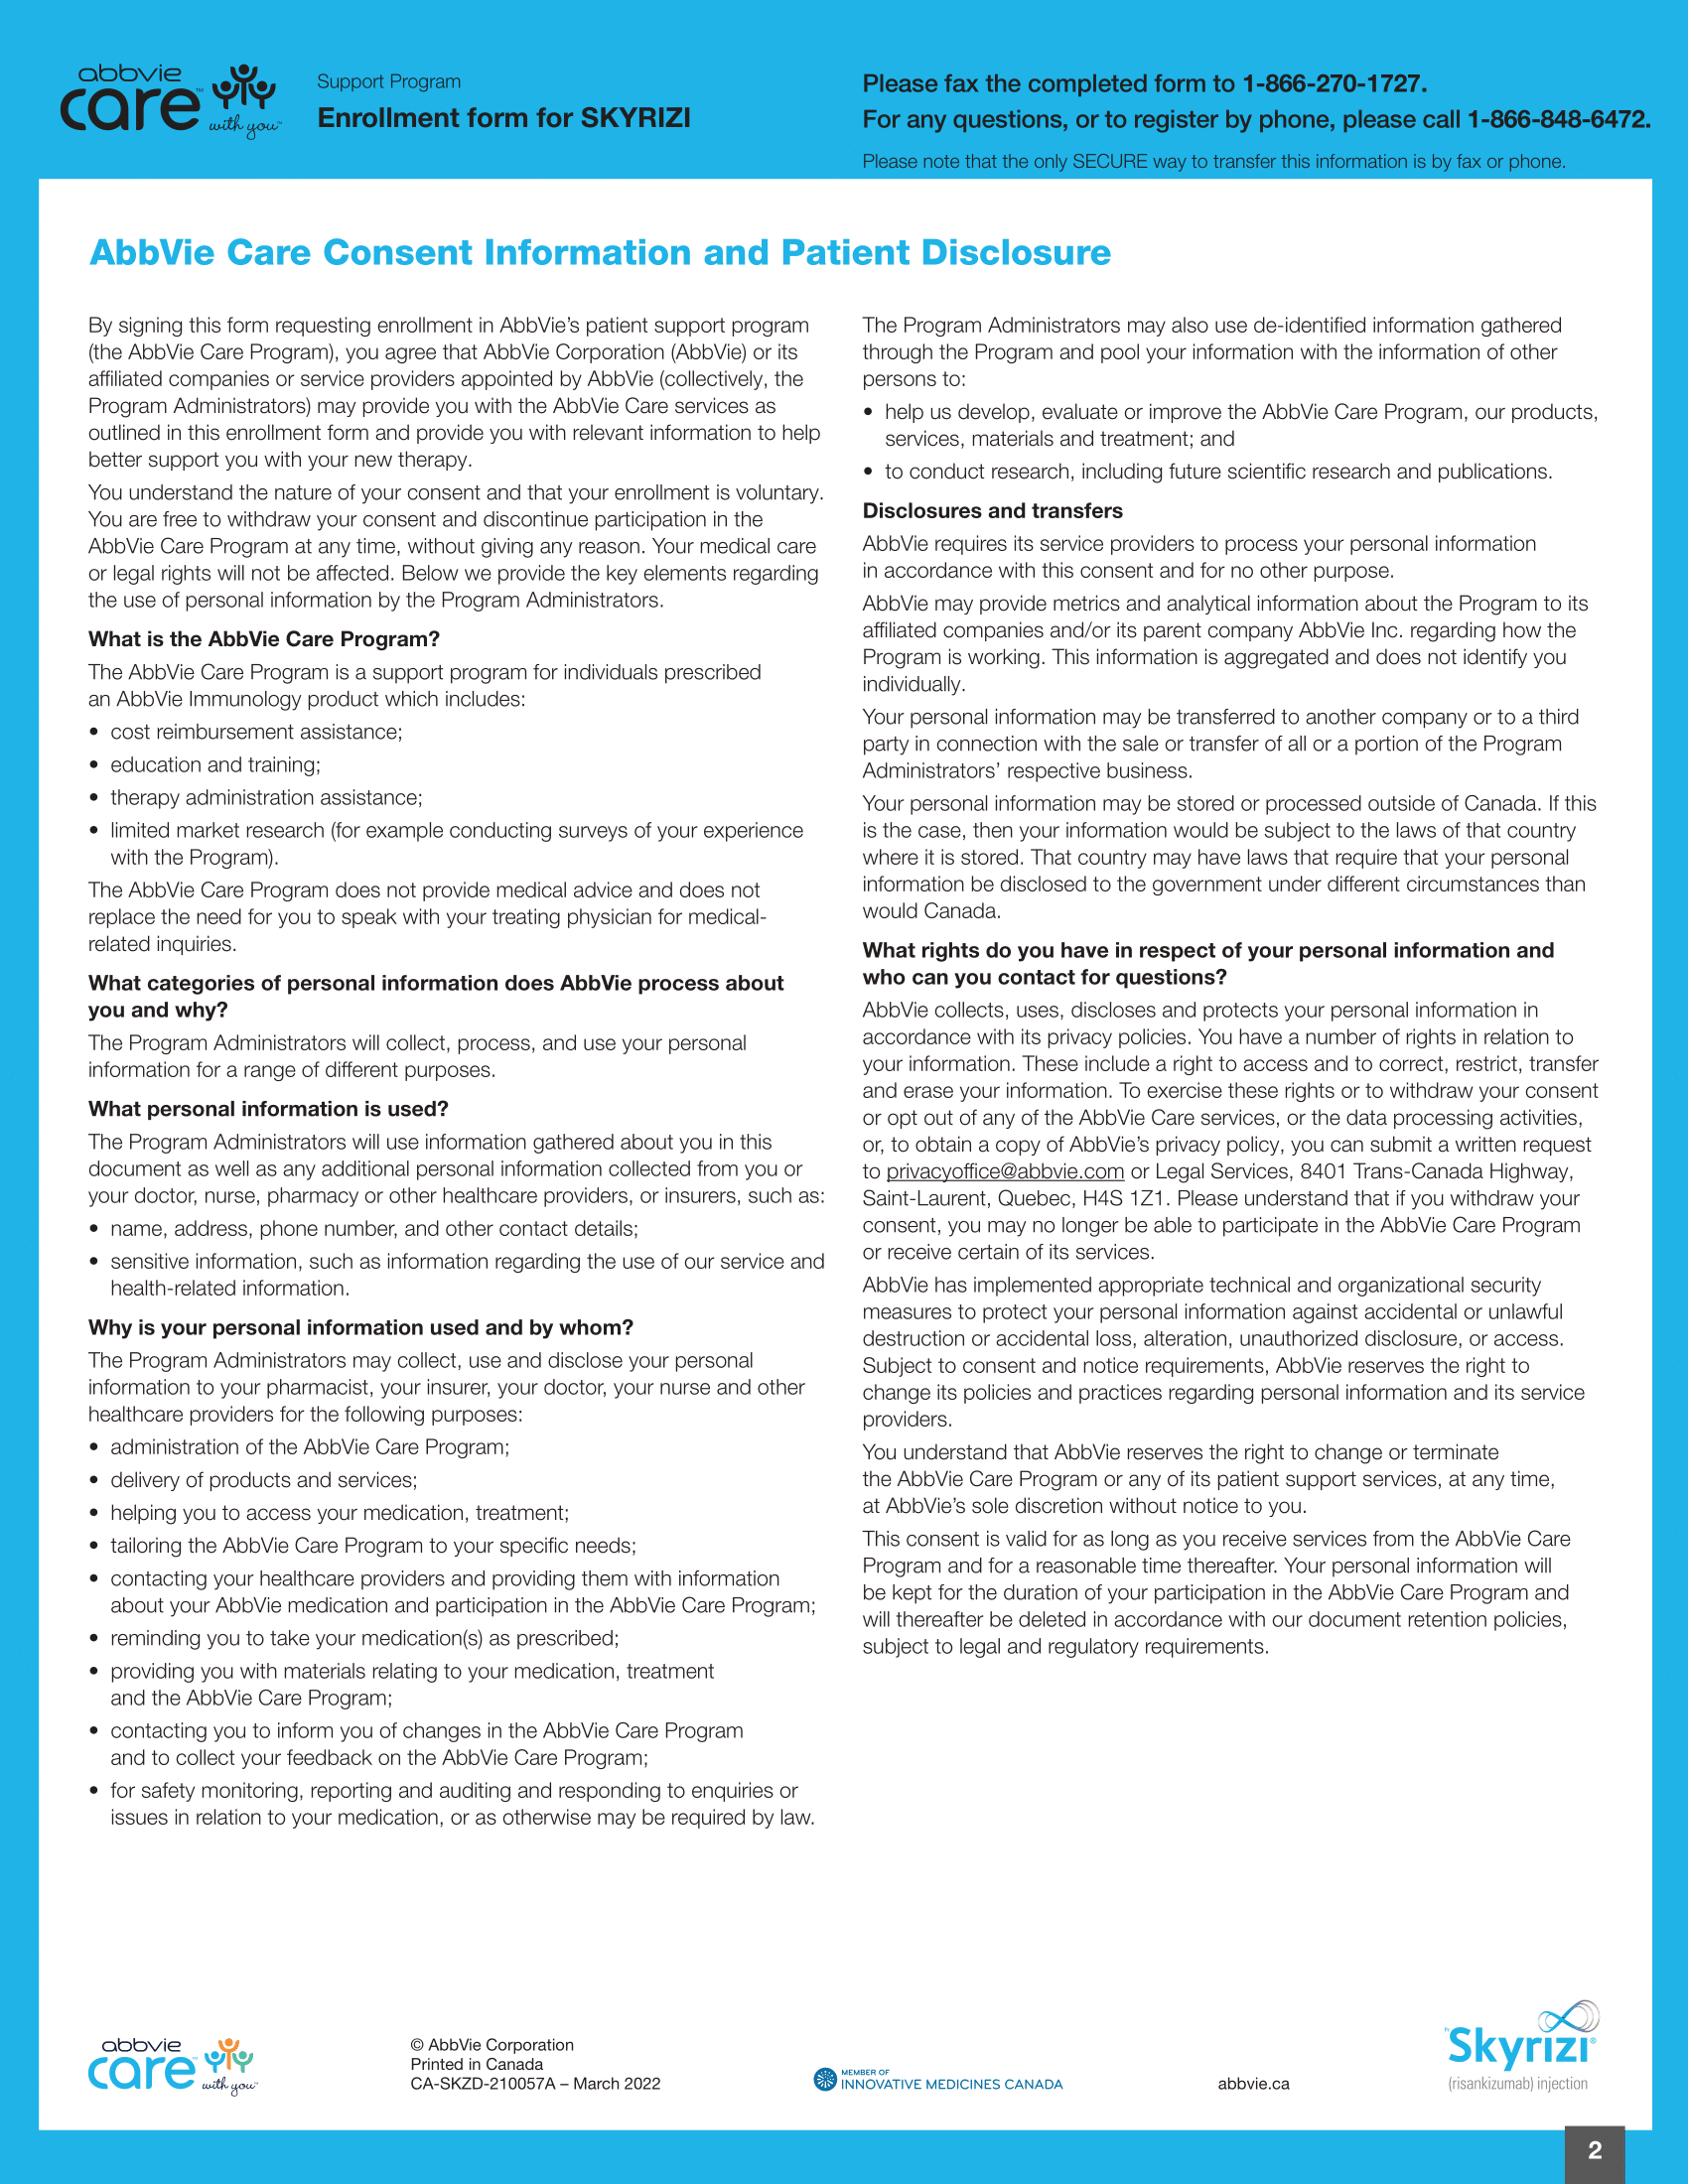 abbvie
care™
with you™
Support Program
Enrollment form for SKYRIZI
Please fax the completed form to 1-866-270-1727.
For any questions, or to register by phone, please call 1-866-848-6472.
Please note that the only SECURE way to transfer this information is by fax or phone.
AbbVie Care Consent Information and Patient Disclosure
By signing this form requesting enrollment in AbbVie’s patient support program
(the AbbVie Care Program), you agree that AbbVie Corporation (AbbVie) or its
affiliated companies or service providers appointed by AbbVie (collectively, the
Program Administrators) may provide you with the AbbVie Care services as
outlined in this enrollment form and provide you with relevant information to help
better support you with your new therapy.
You understand the nature of your consent and that your enrollment is voluntary.
You are free to withdraw your consent and discontinue participation in the
AbbVie Care Program at any time, without giving any reason. Your medical care
or legal rights will not be affected. Below we provide the key elements regarding
the use of personal information by the Program Administrators.
What is the AbbVie Care Program?
The AbbVie Care Program is a support program for individuals prescribed
an AbbVie Immunology product which includes:
• cost reimbursement assistance;
• education and training;
• therapy administration assistance;
• limited market research (for example conducting surveys of your experience
with the Program).
The AbbVie Care Program does not provide medical advice and does not
replace the need for you to speak with your treating physician for medical-
related inquiries.
What categories of personal information does AbbVie process about
you and why?
The Program Administrators will collect, process, and use your personal
information for a range of different purposes.
What personal information is used?
The Program Administrators will use information gathered about you in this
document as well as any additional personal information collected from you or
your doctor, nurse, pharmacy or other healthcare providers, or insurers, such as:
• name, address, phone number, and other contact details;
• sensitive information, such as information regarding the use of our service and
health-related information.
Why is your personal information used and by whom?
The Program Administrators may collect, use and disclose your personal
information to your pharmacist, your insurer, your doctor, your nurse and other
healthcare providers for the following purposes:
• administration of the AbbVie Care Program;
• delivery of products and services;
• helping you to access your medication, treatment;
• tailoring the AbbVie Care Program to your specific needs;
• contacting your healthcare providers and providing them with information
about your AbbVie medication and participation in the AbbVie Care Program;
• reminding you to take your medication(s) as prescribed;
• providing you with materials relating to your medication, treatment
and the AbbVie Care Program;
• contacting you to inform you of changes in the AbbVie Care Program
and to collect your feedback on the AbbVie Care Program;
• for safety monitoring, reporting and auditing and responding to enquiries or
issues in relation to your medication, or as otherwise may be required by law.
The Program Administrators may also use de-identified information gathered
through the Program and pool your information with the information of other
persons to:
• help us develop, evaluate or improve the AbbVie Care Program, our products,
services, materials and treatment; and
• to conduct research, including future scientific research and publications.
Disclosures and transfers
AbbVie requires its service providers to process your personal information
in accordance with this consent and for no other purpose.
AbbVie may provide metrics and analytical information about the Program to its
affiliated companies and/or its parent company AbbVie Inc. regarding how the
Program is working. This information is aggregated and does not identify you
individually.
Your personal information may be transferred to another company or to a third
party in connection with the sale or transfer of all or a portion of the Program
Administrators’ respective business.
Your personal information may be stored or processed outside of Canada. If this
is the case, then your information would be subject to the laws of that country
where it is stored. That country may have laws that require that your personal
information be disclosed to the government under different circumstances than
would Canada.
What rights do you have in respect of your personal information and
who can you contact for questions?
AbbVie collects, uses, discloses and protects your personal information in
accordance with its privacy policies. You have a number of rights in relation to
your information. These include a right to access and to correct, restrict, transfer
and erase your information. To exercise these rights or to withdraw your consent
or opt out of any of the AbbVie Care services, or the data processing activities,
or, to obtain a copy of AbbVie’s privacy policy, you can submit a written request
to privacyoffice@abbvie.com or Legal Services, 8401 Trans-Canada Highway,
Saint-Laurent, Quebec, H4S 1Z1. Please understand that if you withdraw your
consent, you may no longer be able to participate in the AbbVie Care Program
or receive certain of its services.
AbbVie has implemented appropriate technical and organizational security
measures to protect your personal information against accidental or unlawful
destruction or accidental loss, alteration, unauthorized disclosure, or access.
Subject to consent and notice requirements, AbbVie reserves the right to
change its policies and practices regarding personal information and its service
providers.
You understand that AbbVie reserves the right to change or terminate
the AbbVie Care Program or any of its patient support services, at any time,
at AbbVie’s sole discretion without notice to you.
This consent is valid for as long as you receive services from the AbbVie Care
Program and for a reasonable time thereafter. Your personal information will
be kept for the duration of your participation in the AbbVie Care Program and
will thereafter be deleted in accordance with our document retention policies,
subject to legal and regulatory requirements.
abbvie
care™
with you™
© AbbVie Corporation
Printed in Canada
CA-SKZD-210057A – March 2022
MEMBER OF
INNOVATIVE MEDICINES CANADA
abbvie.ca
Skyrizi®
(risankizumab) injection
2